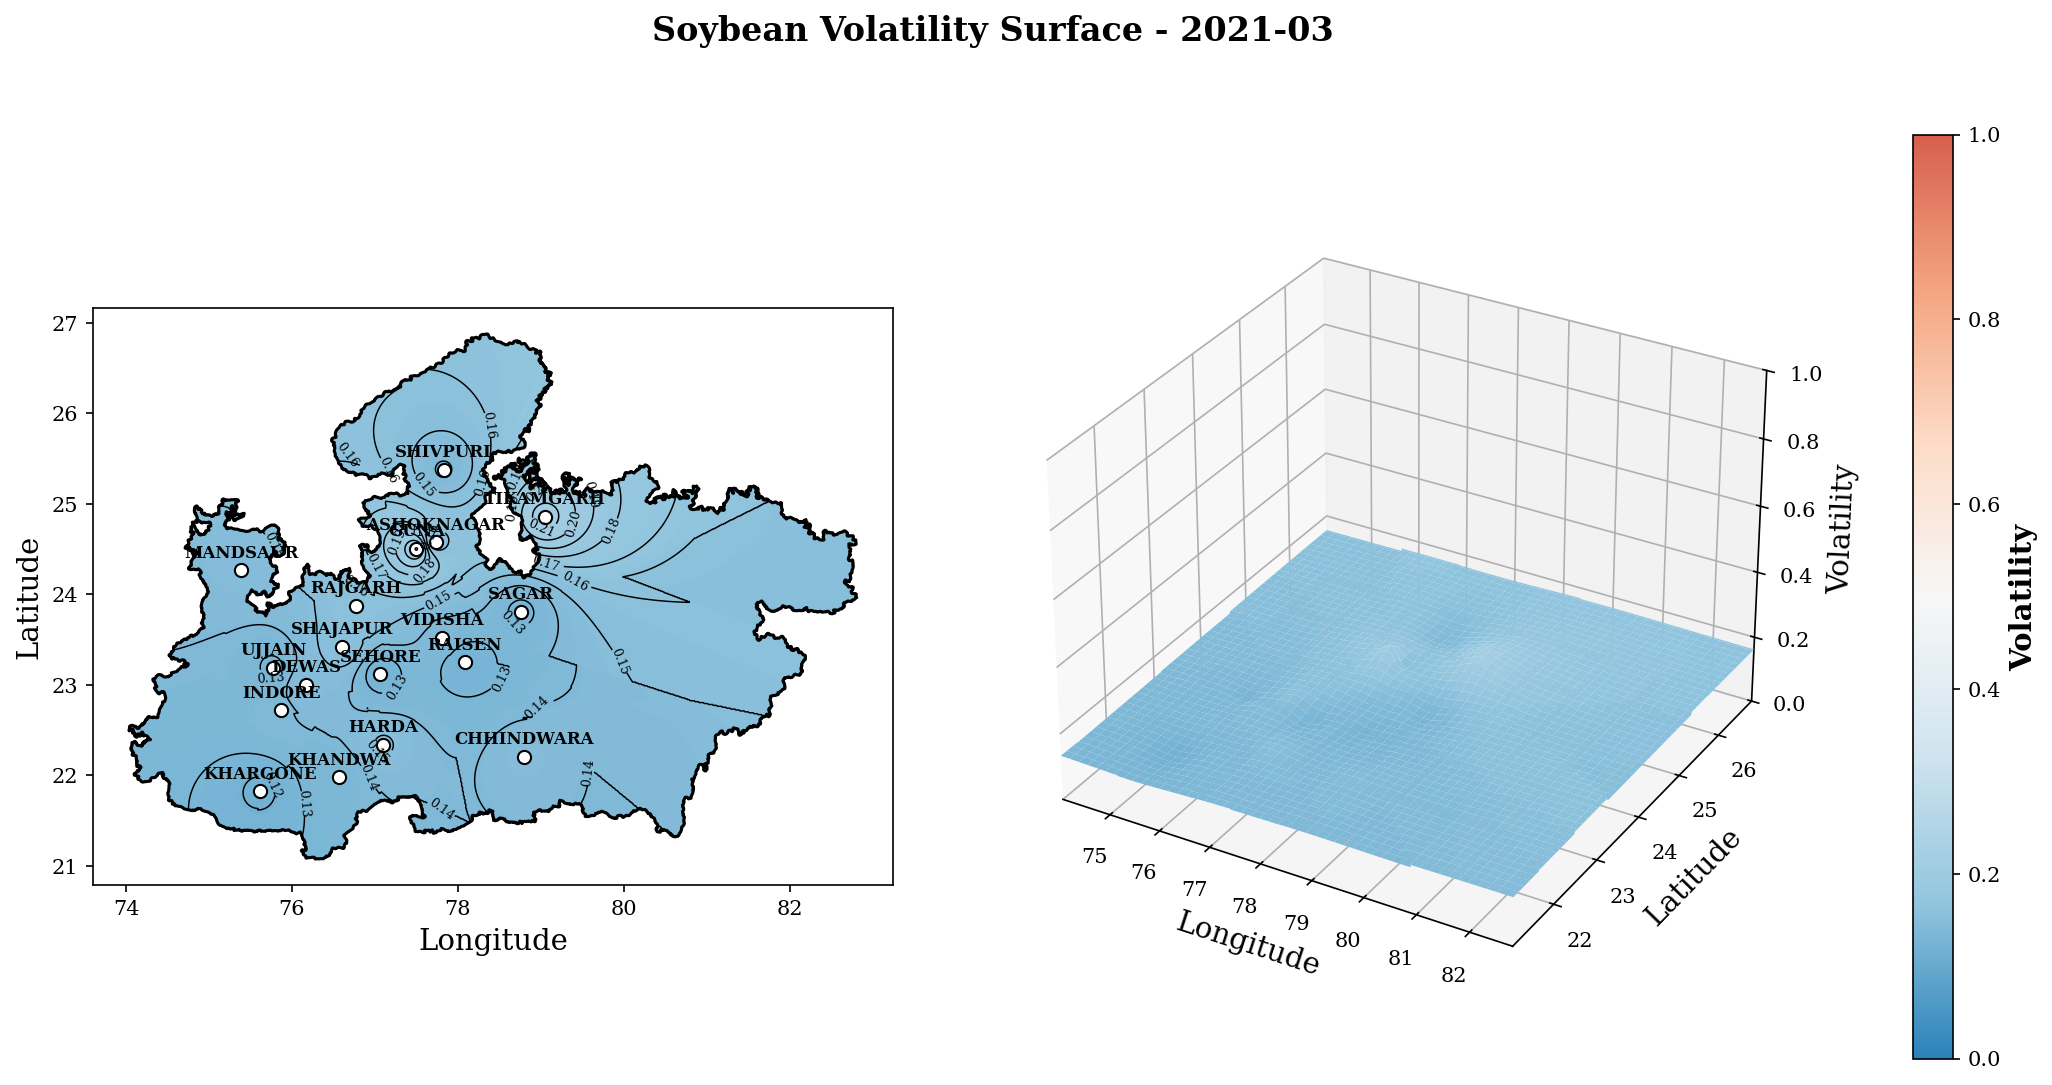 Soybean Volatility Surface - 2021-03
27
26
25
24
23
22
21
74
76
78
80
82
Latitude
Longitude
SHIVPURI
TIKAMGARH
ASHOKNAGAR
GUNA
MANDSAUR
RAJGARH
SAGAR
VIDISHA
SHAJAPUR
RAISEN
UJJAIN
SEHORE
DEWAS
INDORE
HARDA
CHHINDWARA
KHANDWA
KHARGONE
0.16
0.16
0.15
0.21
0.20
0.18
0.18
0.17
0.17
0.16
0.15
0.15
0.13
0.13
0.13
0.13
0.14
0.14
0.14
0.14
0.12
0.13
1.0
0.8
0.6
0.4
0.2
0.0
Volatility
75
76
77
78
79
80
81
82
Longitude
22
23
24
25
26
Latitude
1.0
0.8
0.6
0.4
0.2
0.0
Volatility